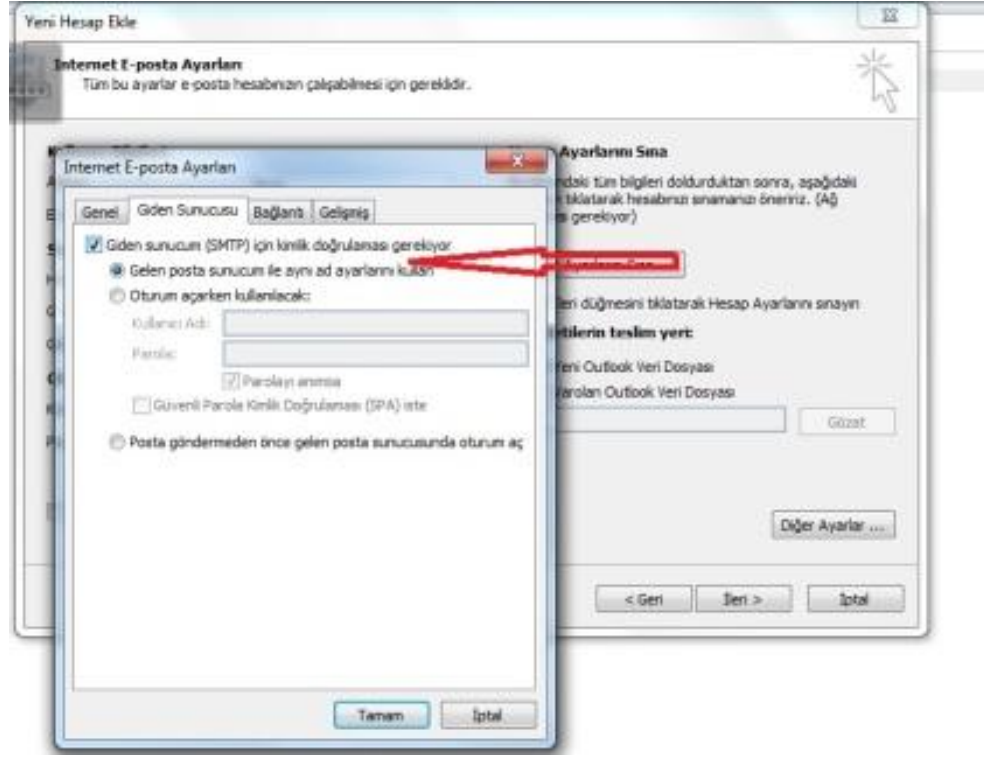 Yeni Hesap Ekle
Internet E-posta Ayarları
Tüm bu ayarlar e-posta hesabınızın çalışabilmesi için gereklidir.
Internet E-posta Ayarları
Genel
Giden Sunucusu
Bağlantı
Gelişmiş
Giden sunucum (SMTP) için kimlik doğrulaması gerekiyor
Gelen posta sunucum ile aynı ad ayarlarını kullan
Oturum açarken kullanılacak:
Kullanıcı Adı:
Parola:
Parolayı anımsa
Güvenli Parola Kimlik Doğrulaması (SPA) iste
Posta göndermeden önce gelen posta sunucusunda oturum aç
Tamam
İptal
Ayarlarını Sına
tüm bilgileri doldurduktan sonra, aşağıdaki
tıklatarak hesabınızı sınamanızı öneririz. (Ağ
gerekiyor)
düğmesini tıklatarak Hesap Ayarlarını sınayın
teslim yeri:
Yeni Outlook Veri Dosyası
Varolan Outlook Veri Dosyası
Gözat
Diğer Ayarlar ...
< Geri
İleri >
İptal